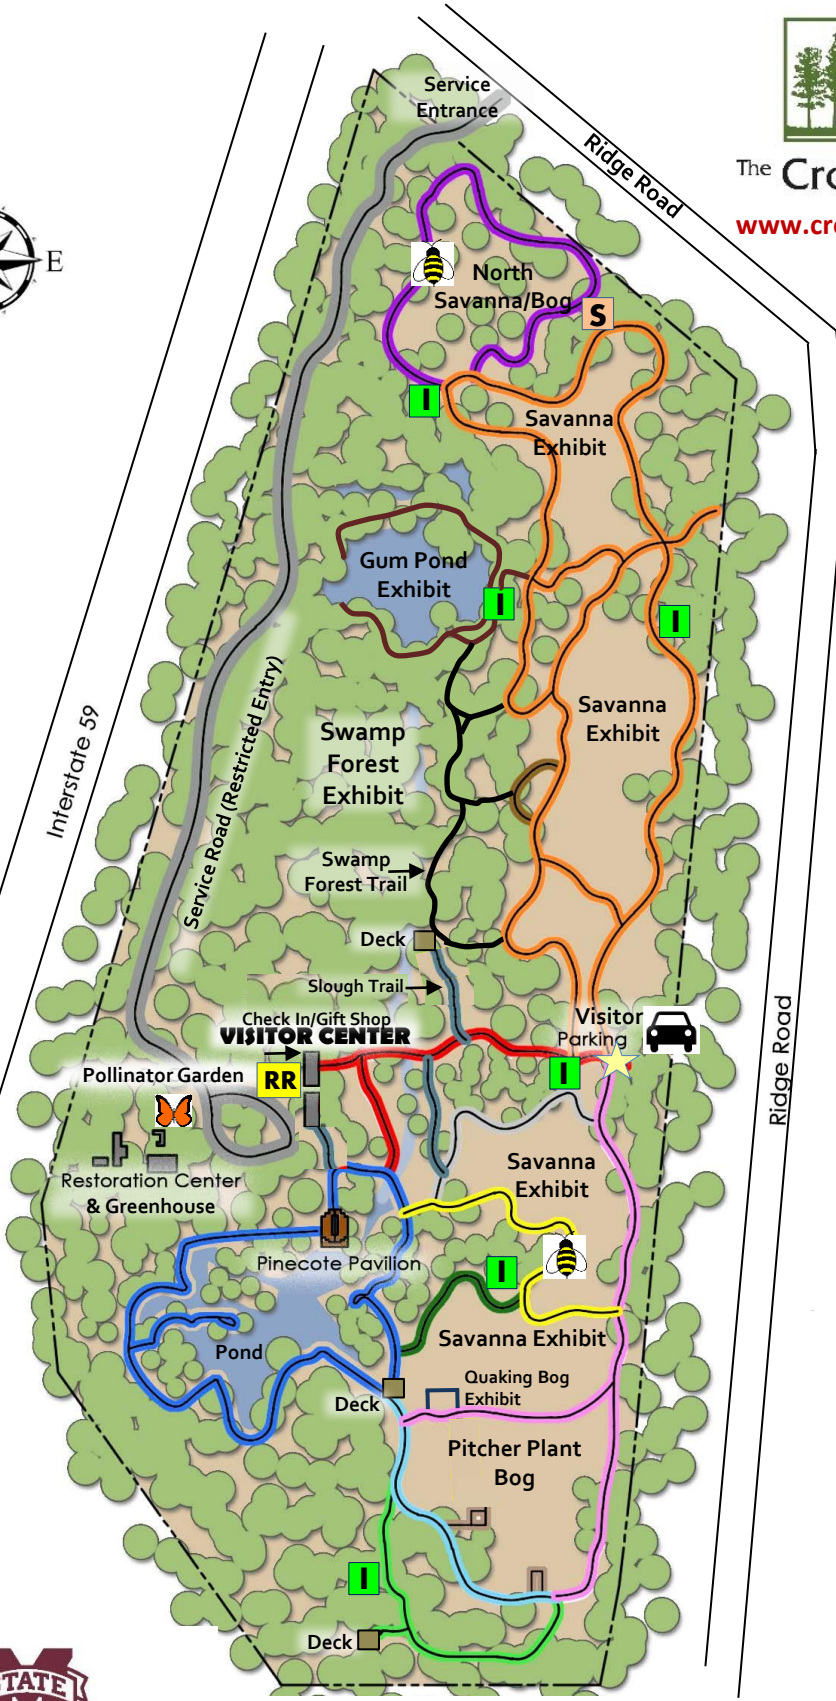 Service
Entrance
Ridge Road
The Cro
www.cr
E
North
Savanna/Bog
S
I
Savanna
Exhibit
Gum Pond
Exhibit
I
I
Savanna
Exhibit
Interstate 59
Service Road (Restricted Entry)
Swamp
Forest
Exhibit
Swamp
Forest Trail
Deck
Slough Trail
Check In/Gift Shop
VISITOR CENTER
Visitor
Parking
Ridge Road
Pollinator Garden
RR
I
Restoration Center
& Greenhouse
Savanna
Exhibit
Pinecote Pavilion
I
Savanna Exhibit
Pond
Quaking Bog
Exhibit
Deck
Pitcher Plant
Bog
I
Deck
STATE